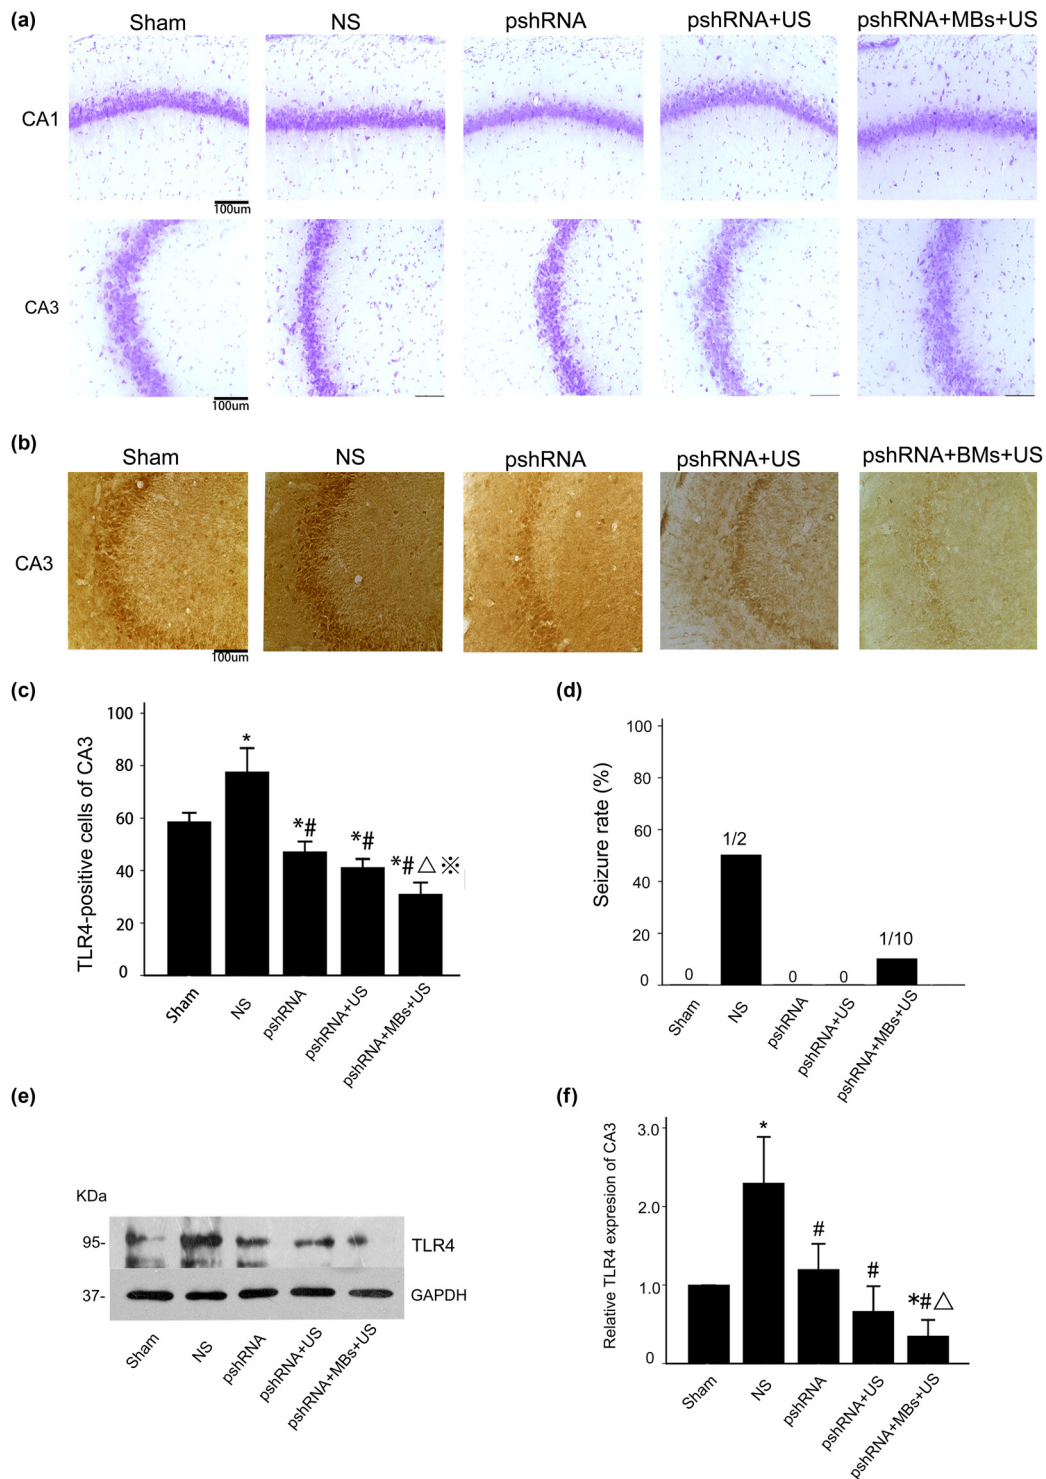 (a)
Sham NS pshRNA pshRNA+US pshRNA+MBs+US
CA1
100um
CA3
100um
(b)
Sham NS pshRNA pshRNA+US pshRNA+BMs+US
CA3
100um
(c)
TLR4-positive cells of CA3
100
80
60
40
20
0
*
*#
*#
*#△※
Sham
NS
pshRNA
pshRNA+US
pshRNA+MBs+US
(d)
Seizure rate (%)
100
80
60
40
20
0
0
1/2
0
0
1/10
Sham
NS
pshRNA
pshRNA+US
pshRNA+MBs+US
(e)
KDa
95-
TLR4
37-
GAPDH
Sham
NS
pshRNA
pshRNA+US
pshRNA+MBs+US
(f)
Relative TLR4 expression of CA3
3.0
2.0
1.0
0
*
#
#
*#△
Sham
NS
pshRNA
pshRNA+US
pshRNA+MBs+US